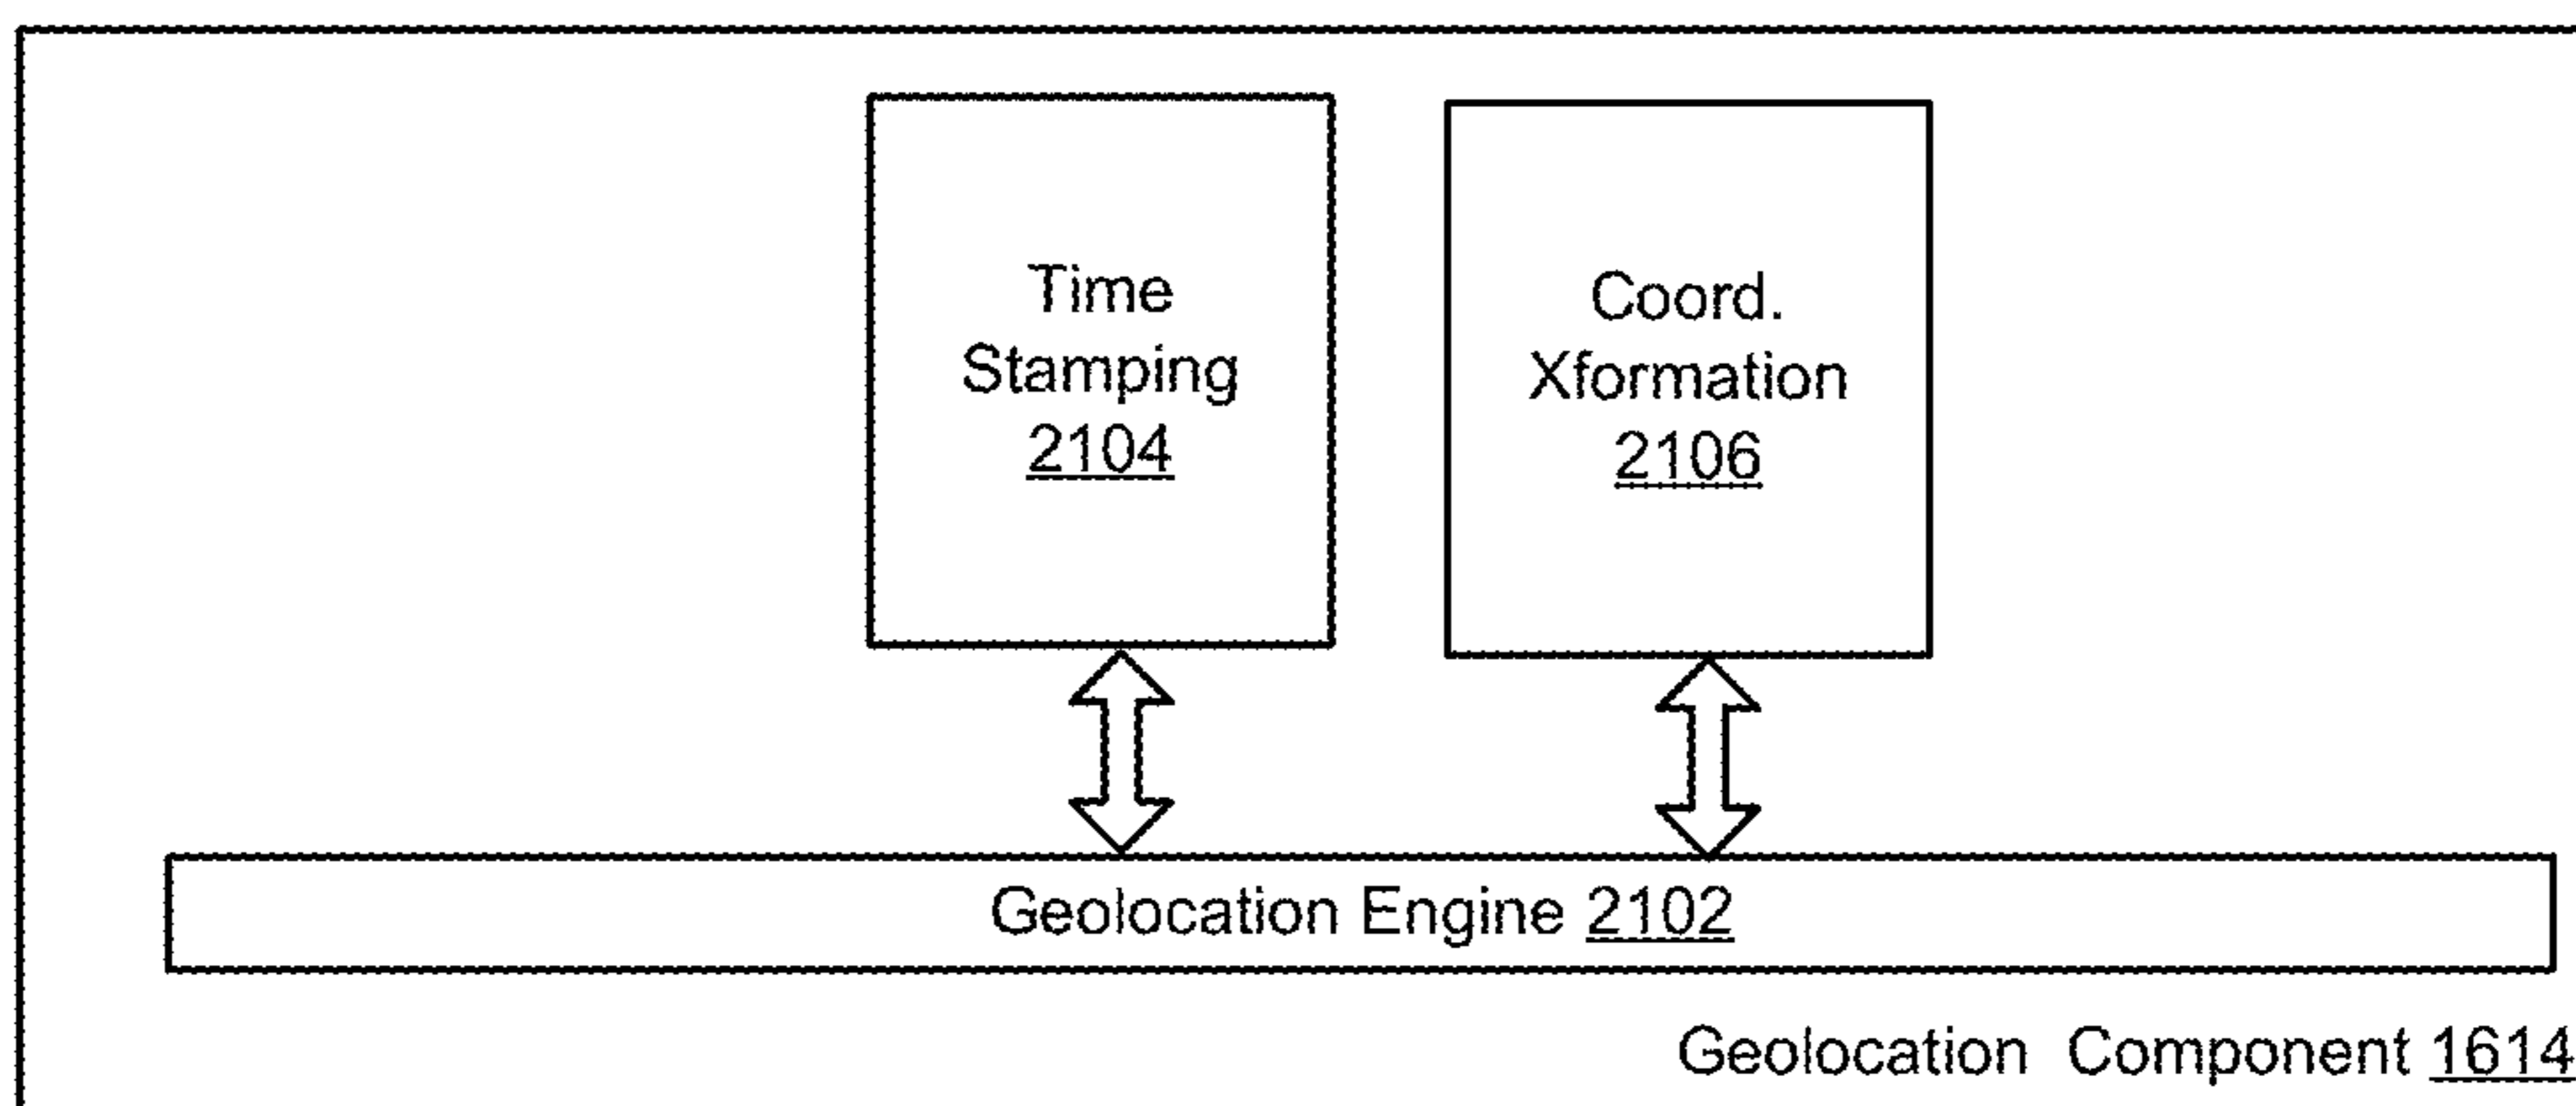 Time
Stamping
2104
Coord.
Xformation
2106
Geolocation Engine 2102
Geolocation Component 1614